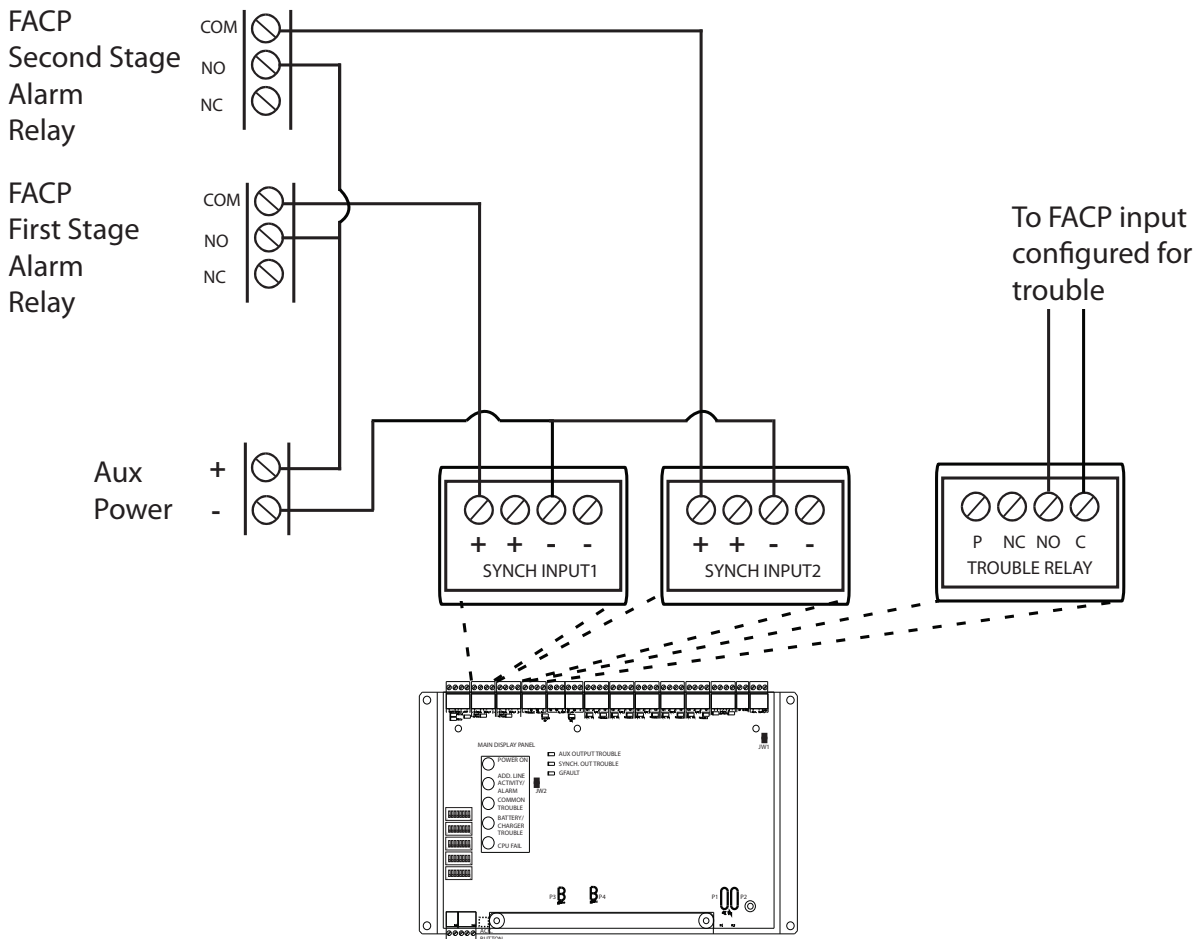 FACP
Second Stage
Alarm
Relay
COM
NO
NC
FACP
First Stage
Alarm
Relay
COM
NO
NC
To FACP input
configured for
trouble
Aux
Power
+
-
+ + - -
SYNCH INPUT1
+ + - -
SYNCH INPUT2
P NC NO C
TROUBLE RELAY
MAIN DISPLAY PANEL
POWER ON
ADD. LINE
ACTIVITY/
ALARM
COMMON
TROUBLE
BATTERY/
CHARGER
TROUBLE
CPU FAIL
AUX OUTPUT TROUBLE
SYNCH. OUT TROUBLE
GFAULT
JW2
JW1
P3
P4
P1
P2
BUTTON